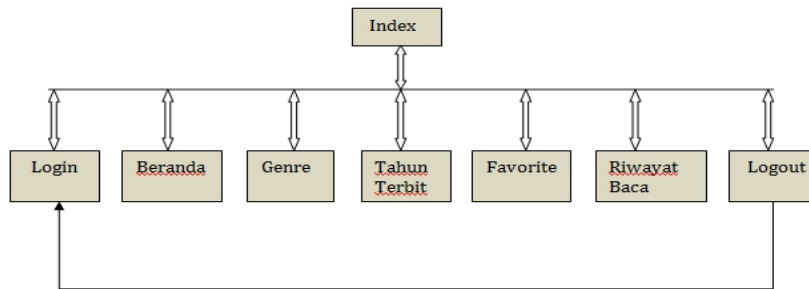 Index
Login
Beranda
Genre
Tahun
Terbit
Favorite
Riwayat
Baca
Logout